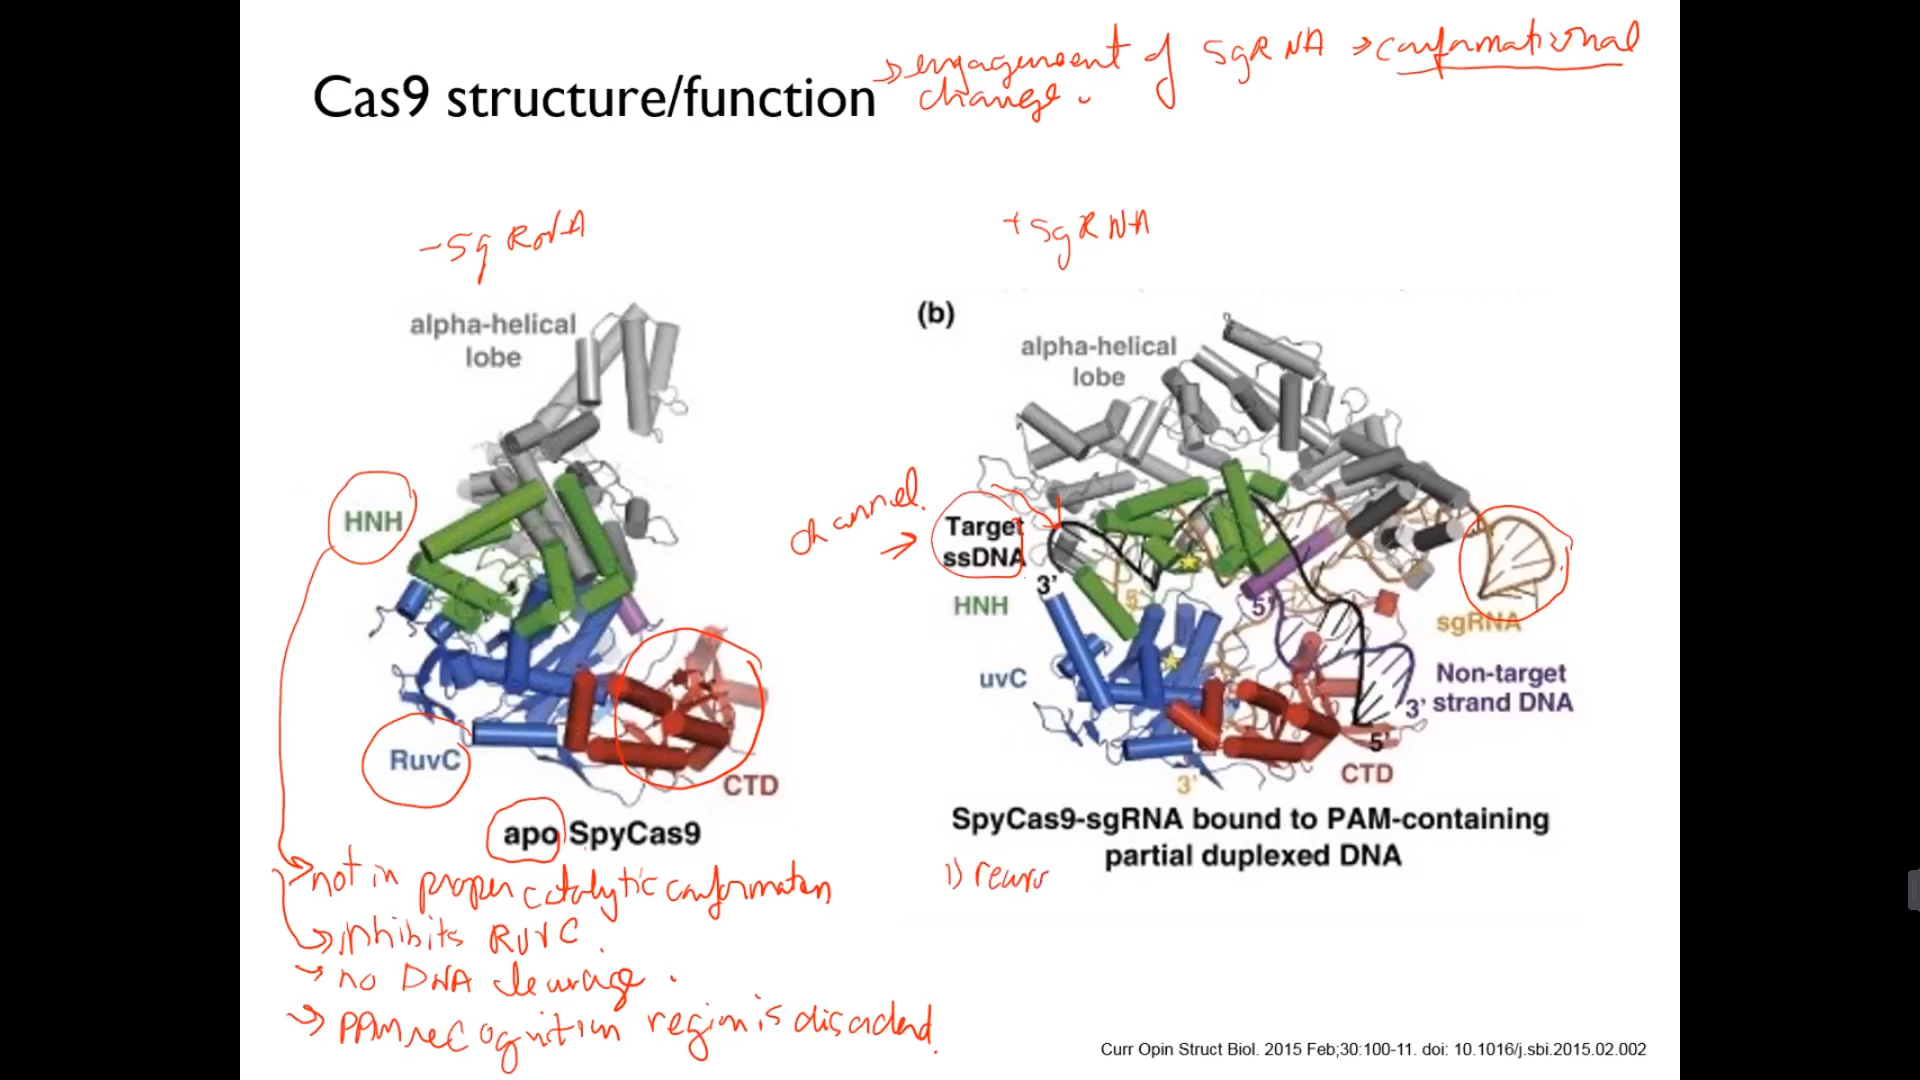 Cas9 structure/function
→ engagement of sgRNA → conformational
change.
-sgRNA
+sgRNA
alpha-helical
lobe
HNH
RuvC
CTD
apo SpyCas9
→ not in proper catalytic conformation
→ inhibits RuvC.
→ no DNA cleavage.
→ PAM recognition region is disordered.
(b)
alpha-helical
lobe
channel.
→
Target
ssDNA
3’
HNH
5’
5’
sgRNA
uvC
Non-target
3’ strand DNA
5’
CTD
3’
SpyCas9-sgRNA bound to PAM-containing
partial duplexed DNA
1)
Curr Opin Struct Biol. 2015 Feb;30:100-11. doi: 10.1016/j.sbi.2015.02.002